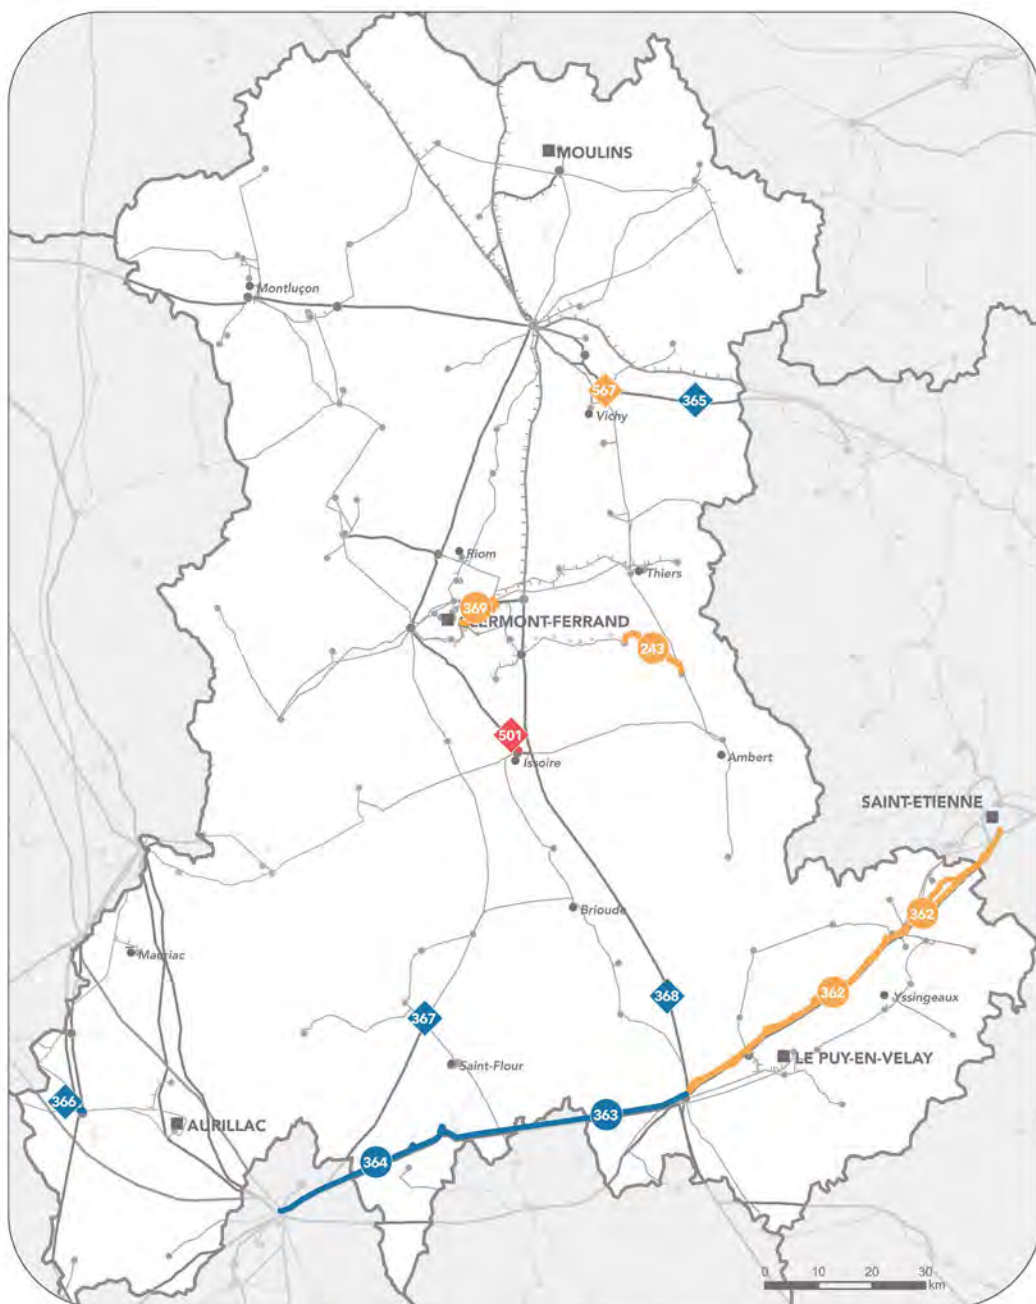 MOULINS
Montluçon
567
365
Vichy
Riom
Thiers
369
CLERMONT-FERRAND
243
501
Issoire
Ambert
SAINT-ETIENNE
362
Brioude
Mauriac
368
362
Yssingeaux
367
LE PUY-EN-VELAY
Saint-Flour
366
363
AURILLAC
364
0 10 20 30
km